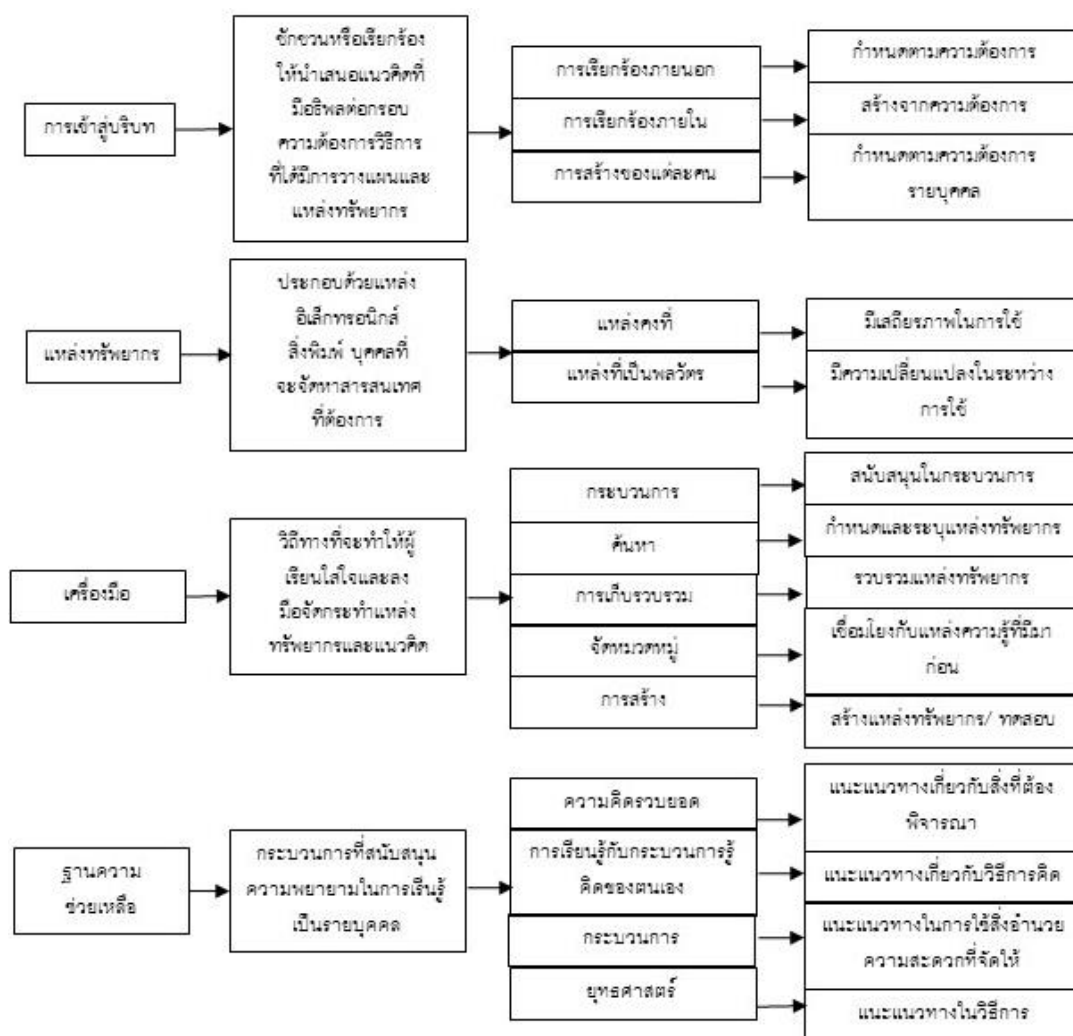 การเข้าสู่บริบท
ชักชวนหรือเรียกร้อง
ให้นำเสนอแนวคิดที่
มีอธิพลต่อกรอบ
ความต้องการวิธีการ
ที่ได้มีการวางแผนและ
แหล่งทรัพยากร
การเรียกร้องภายนอก
การเรียกร้องภายใน
การสร้างของแต่ละคน
กำหนดตามความต้องการ
สร้างจากความต้องการ
กำหนดตามความต้องการ
รายบุคคล
แหล่งทรัพยากร
ประกอบด้วยแหล่ง
อิเล็กทรอนิกส์
สิ่งพิมพ์ บุคคลที่
จะจัดหาสารสนเทศ
ที่ต้องการ
แหล่งคงที่
แหล่งที่เป็นพลวัตร
มีเสถียรภาพในการใช้
มีความเปลี่ยนแปลงในระหว่าง
การใช้
เครื่องมือ
วิถีทางที่จะทำให้ผู้
เรียนใส่ใจและลง
มือจัดกระทำแหล่ง
ทรัพยากรและแนวคิด
กระบวนการ
ค้นหา
การเก็บรวบรวม
จัดหมวดหมู่
การสร้าง
สนับสนุนในกระบวนการ
กำหนดและระบุแหล่งทรัพยากร
รวบรวมแหล่งทรัพยากร
เชื่อมโยงกับแหล่งความรู้ที่มีมา
ก่อน
สร้างแหล่งทรัพยากร/ ทดสอบ
ฐานความ
ช่วยเหลือ
กระบวนการที่สนับสนุน
ความพยายามในการเรีนรู้
เป็นรายบุคคล
ความคิดรวบยอด
การเรียนรู้กับกระบวนการรู้
คิดของตนเอง
กระบวนการ
ยุทธศาสตร์
แนะแนวทางเกี่ยวกับสิ่งที่ต้อง
พิจารณา
แนะแนวทางเกี่ยวกับวิธีการคิด
แนะแนวทางในการใช้สิ่งอำนวย
ความสะดวกที่จัดให้
แนะแนวทางในวิธีการ